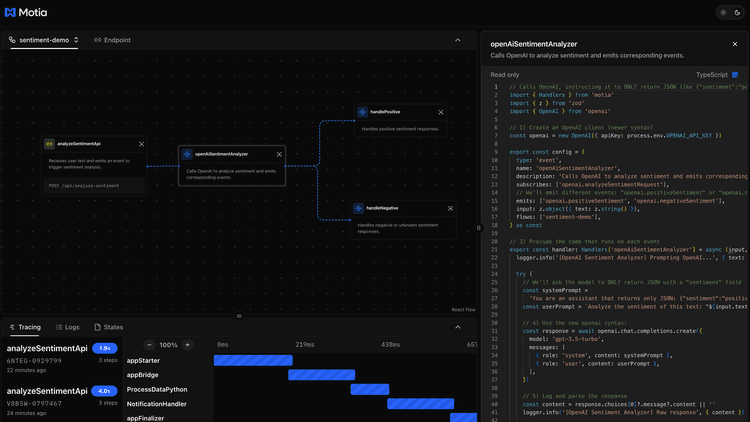 Motia
sentiment-demo
Endpoint
analyzeSentimentApi
Receives user text and emits an event to
trigger sentiment analysis.
POST /api/analyze-sentiment
openAiSentimentAnalyzer
Calls OpenAI to analyze sentiment and emits
corresponding events.
handlePositive
Handles positive sentiment responses.
handleNegative
Handles negative or unknown sentiment
responses.
React Flow
Tracing
Logs
States
analyzeSentimentApi
1.9s
6NTEG-0929799
3 steps
22 minutes ago
analyzeSentimentApi
4.0s
V885W-0797467
3 steps
24 minutes ago
100%
0ms
219ms
438ms
657
appStarter
appBridge
ProcessDataPython
NotificationHandler
appFinalizer
openAiSentimentAnalyzer
Calls OpenAI to analyze sentiment and emits corresponding events.
Read only
TypeScript
1 // Calls OpenAI, instructing it to ONLY return JSON like {"sentiment":"po
2 import { Handlers } from 'motia'
3 import { z } from 'zod'
4 import { OpenAI } from 'openai'
5
6 // 1) Create an OpenAI client (newer syntax)
7 const openai = new OpenAI({ apiKey: process.env.OPENAI_API_KEY })
8
9 export const config = {
10 type: 'event',
11 name: 'openAiSentimentAnalyzer',
12 description: 'Calls OpenAI to analyze sentiment and emits corresponding
13 subscribes: ['openai.analyzeSentimentRequest'],
14 // We'll emit different events: "openai.positiveSentiment" or "openai.n
15 emits: ['openai.positiveSentiment', 'openai.negativeSentiment'],
16 input: z.object({ text: z.string() }),
17 flows: ['sentiment-demo'],
18 } as const
19
20 // 3) Provide the code that runs on each event
21 export const handler: Handlers['openAiSentimentAnalyzer'] = async (input,
22 logger.info('[OpenAI Sentiment Analyzer] Prompting OpenAI...', { text:
23
24 try {
25 // We'll ask the model to ONLY return JSON with a "sentiment" field
26 const systemPrompt =
27 'You are an assistant that returns only JSON: {"sentiment":"positiv
28 const userPrompt = `Analyze the sentiment of this text: "${input.tex
29
30 // 4) Use the new openai syntax:
31 const response = await openai.chat.completions.create({
32 model: 'gpt-3.5-turbo',
33 messages: [
34 { role: 'system', content: systemPrompt },
35 { role: 'user', content: userPrompt },
36 ],
37 })
38
39 // 5) Log and parse the response
40 const content = response.choices[0]?.message?.content || ''
41 logger.info('[OpenAI Sentiment Analyzer] Raw response', { content })
42